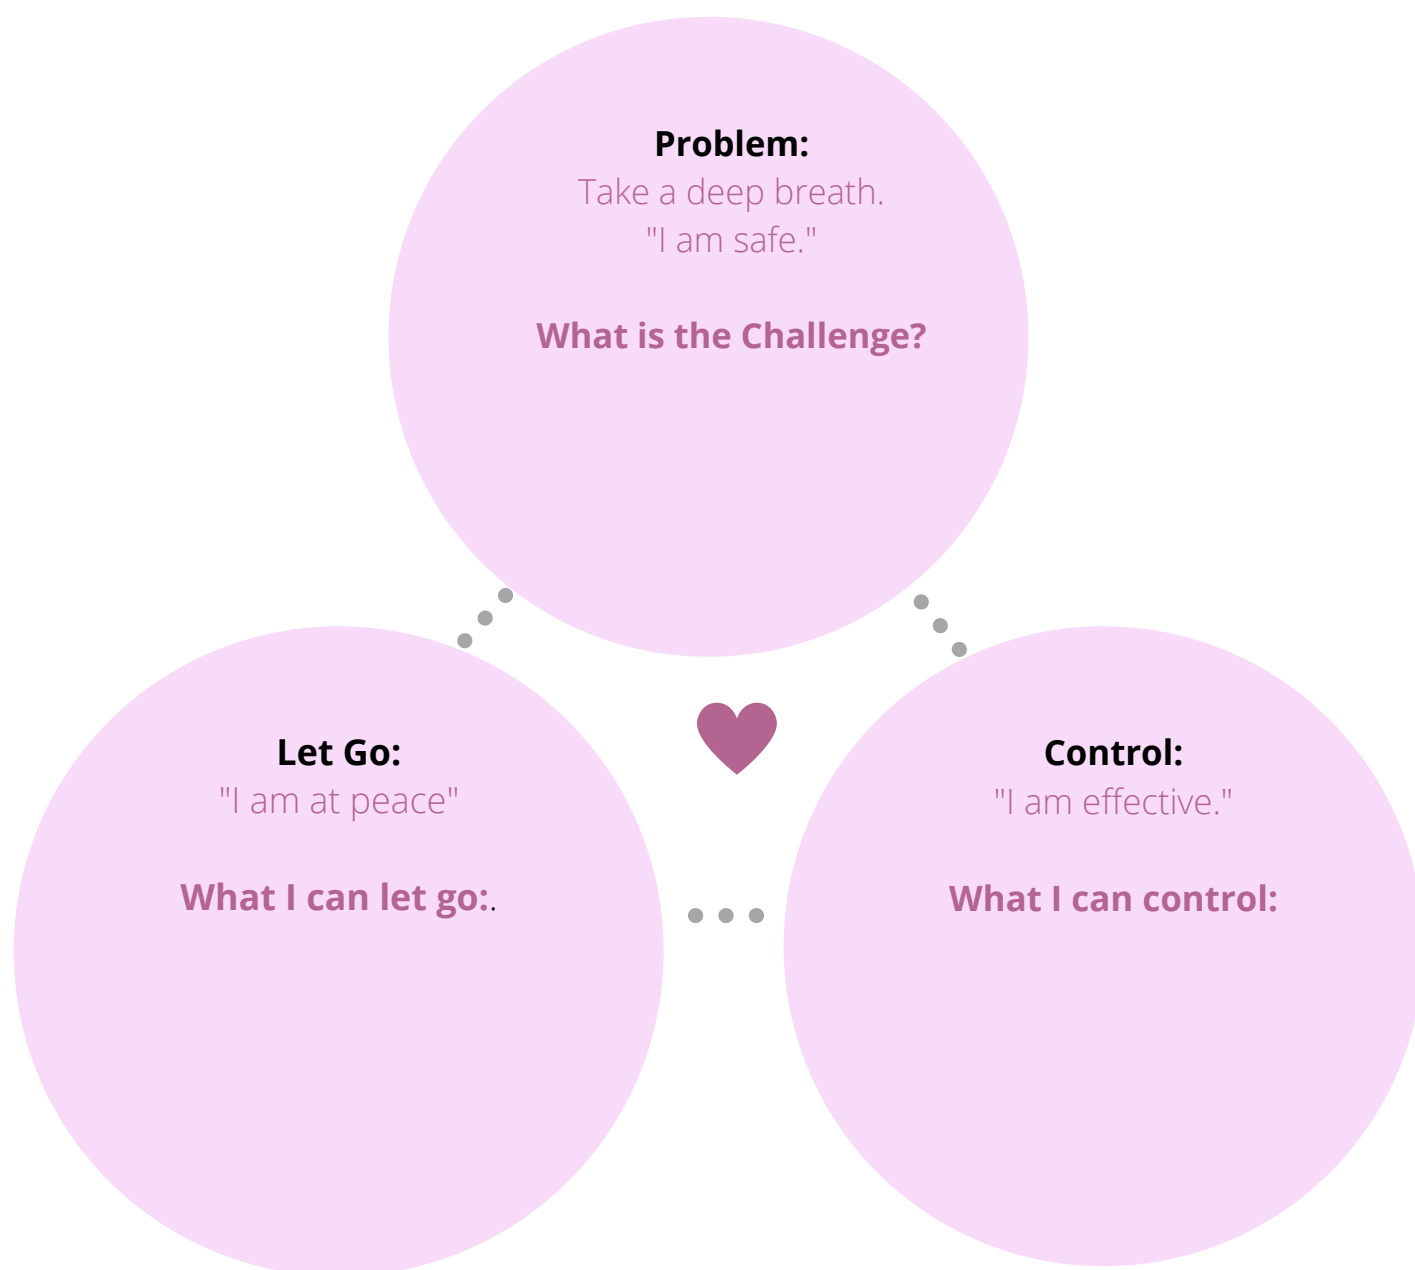 Problem:
Take a deep breath.
"I am safe."
What is the Challenge?
Let Go:
"I am at peace"
What I can let go:.
Control:
"I am effective."
What I can control: